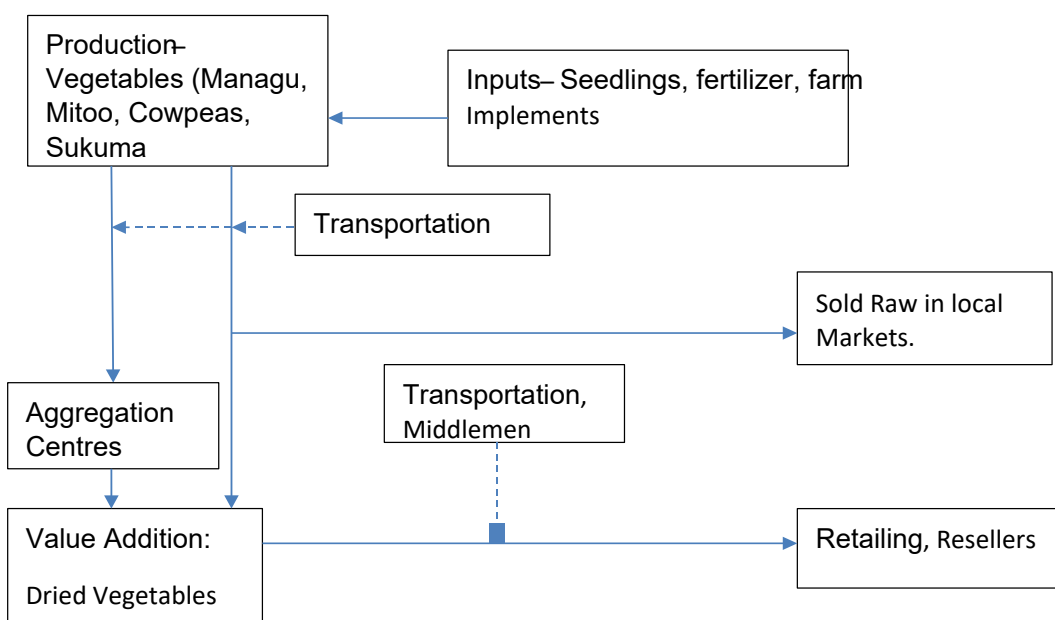 Production–
Vegetables (Managu,
Mitoo, Cowpeas,
Sukuma
Inputs– Seedlings, fertilizer, farm
Implements
Transportation
Sold Raw in local
Markets.
Transportation,
Middlemen
Aggregation
Centres
Value Addition:
Dried Vegetables
Retailing, Resellers